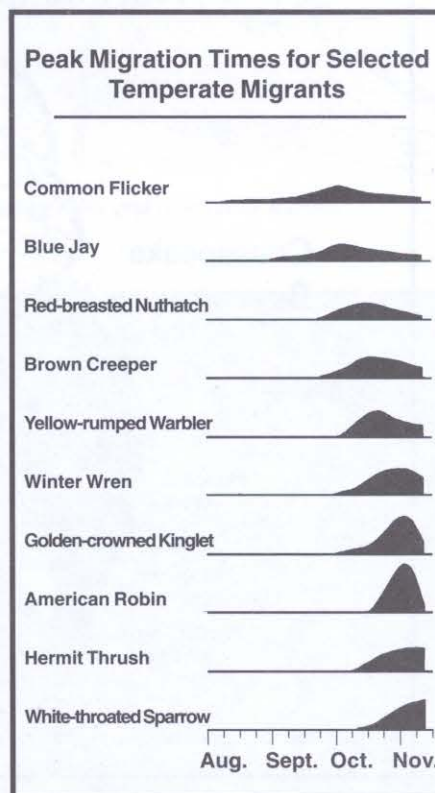 Peak Migration Times for Selected
Temperate Migrants
Common Flicker
Blue Jay
Red-breasted Nuthatch
Brown Creeper
Yellow-rumped Warbler
Winter Wren
Golden-crowned Kinglet
American Robin
Hermit Thrush
White-throated Sparrow
Aug. Sept. Oct. Nov.